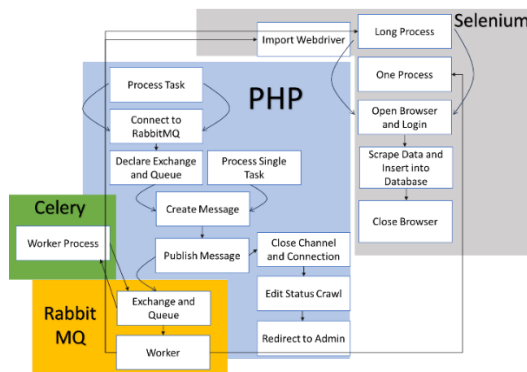 Selenium
Import Webdriver
Long Process
One Process
Open Browser
and Login
Scrape Data and
Insert into
Database
Close Browser
PHP
Process Task
Connect to
RabbitMQ
Declare Exchange
and Queue
Process Single
Task
Create Message
Publish Message
Close Channel
and Connection
Edit Status Crawl
Redirect to Admin
Celery
Worker Process
Rabbit
MQ
Exchange and
Queue
Worker